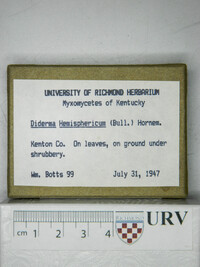 UNIVERSITY OF RICHMOND HERBARIUM
Myxomycetes of Kentucky
Diderma Hemisphericum (Bull.) Hornem.
Kenton Co. On leaves, on ground under
shrubbery.
Wm. Botts 99 July 31, 1947
cm 1 2 3 4 URV